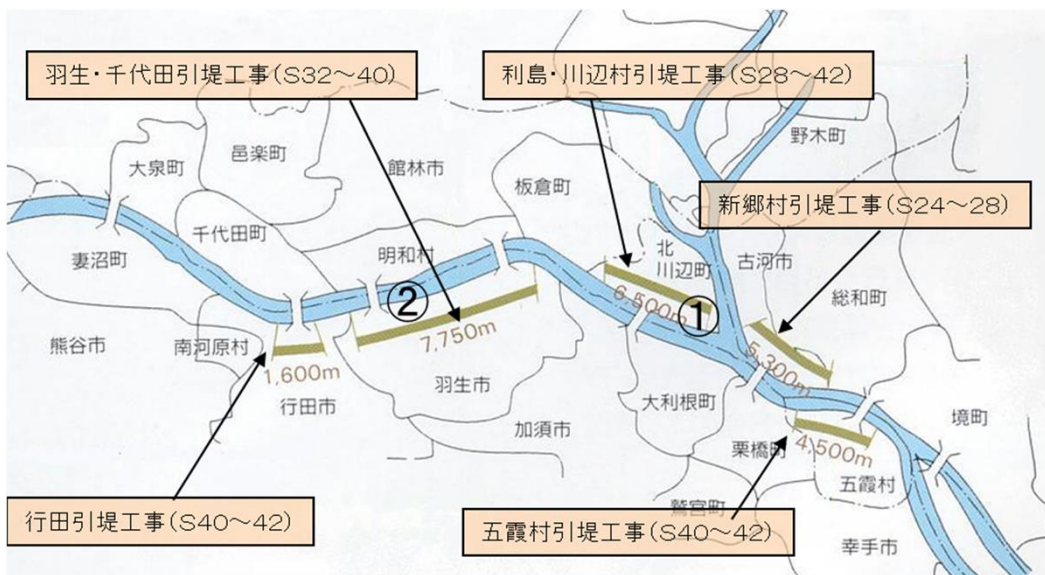 羽生・千代田引堤工事(S32～40)
利島・川辺村引堤工事(S28～42)
野木町
邑楽町
大泉町
館林市
板倉町
新郷村引堤工事(S24～28)
千代田町
明和村
北
川辺町
古河市
妻沼町
②
6,500m
①
総和町
熊谷市
南河原村
7,750m
5,300m
1,600m
羽生市
行田市
大利根町
加須市
境町
栗橋町
4,500m
五霞村
鷲宮町
行田引堤工事(S40～42)
五霞村引堤工事(S40～42)
幸手市